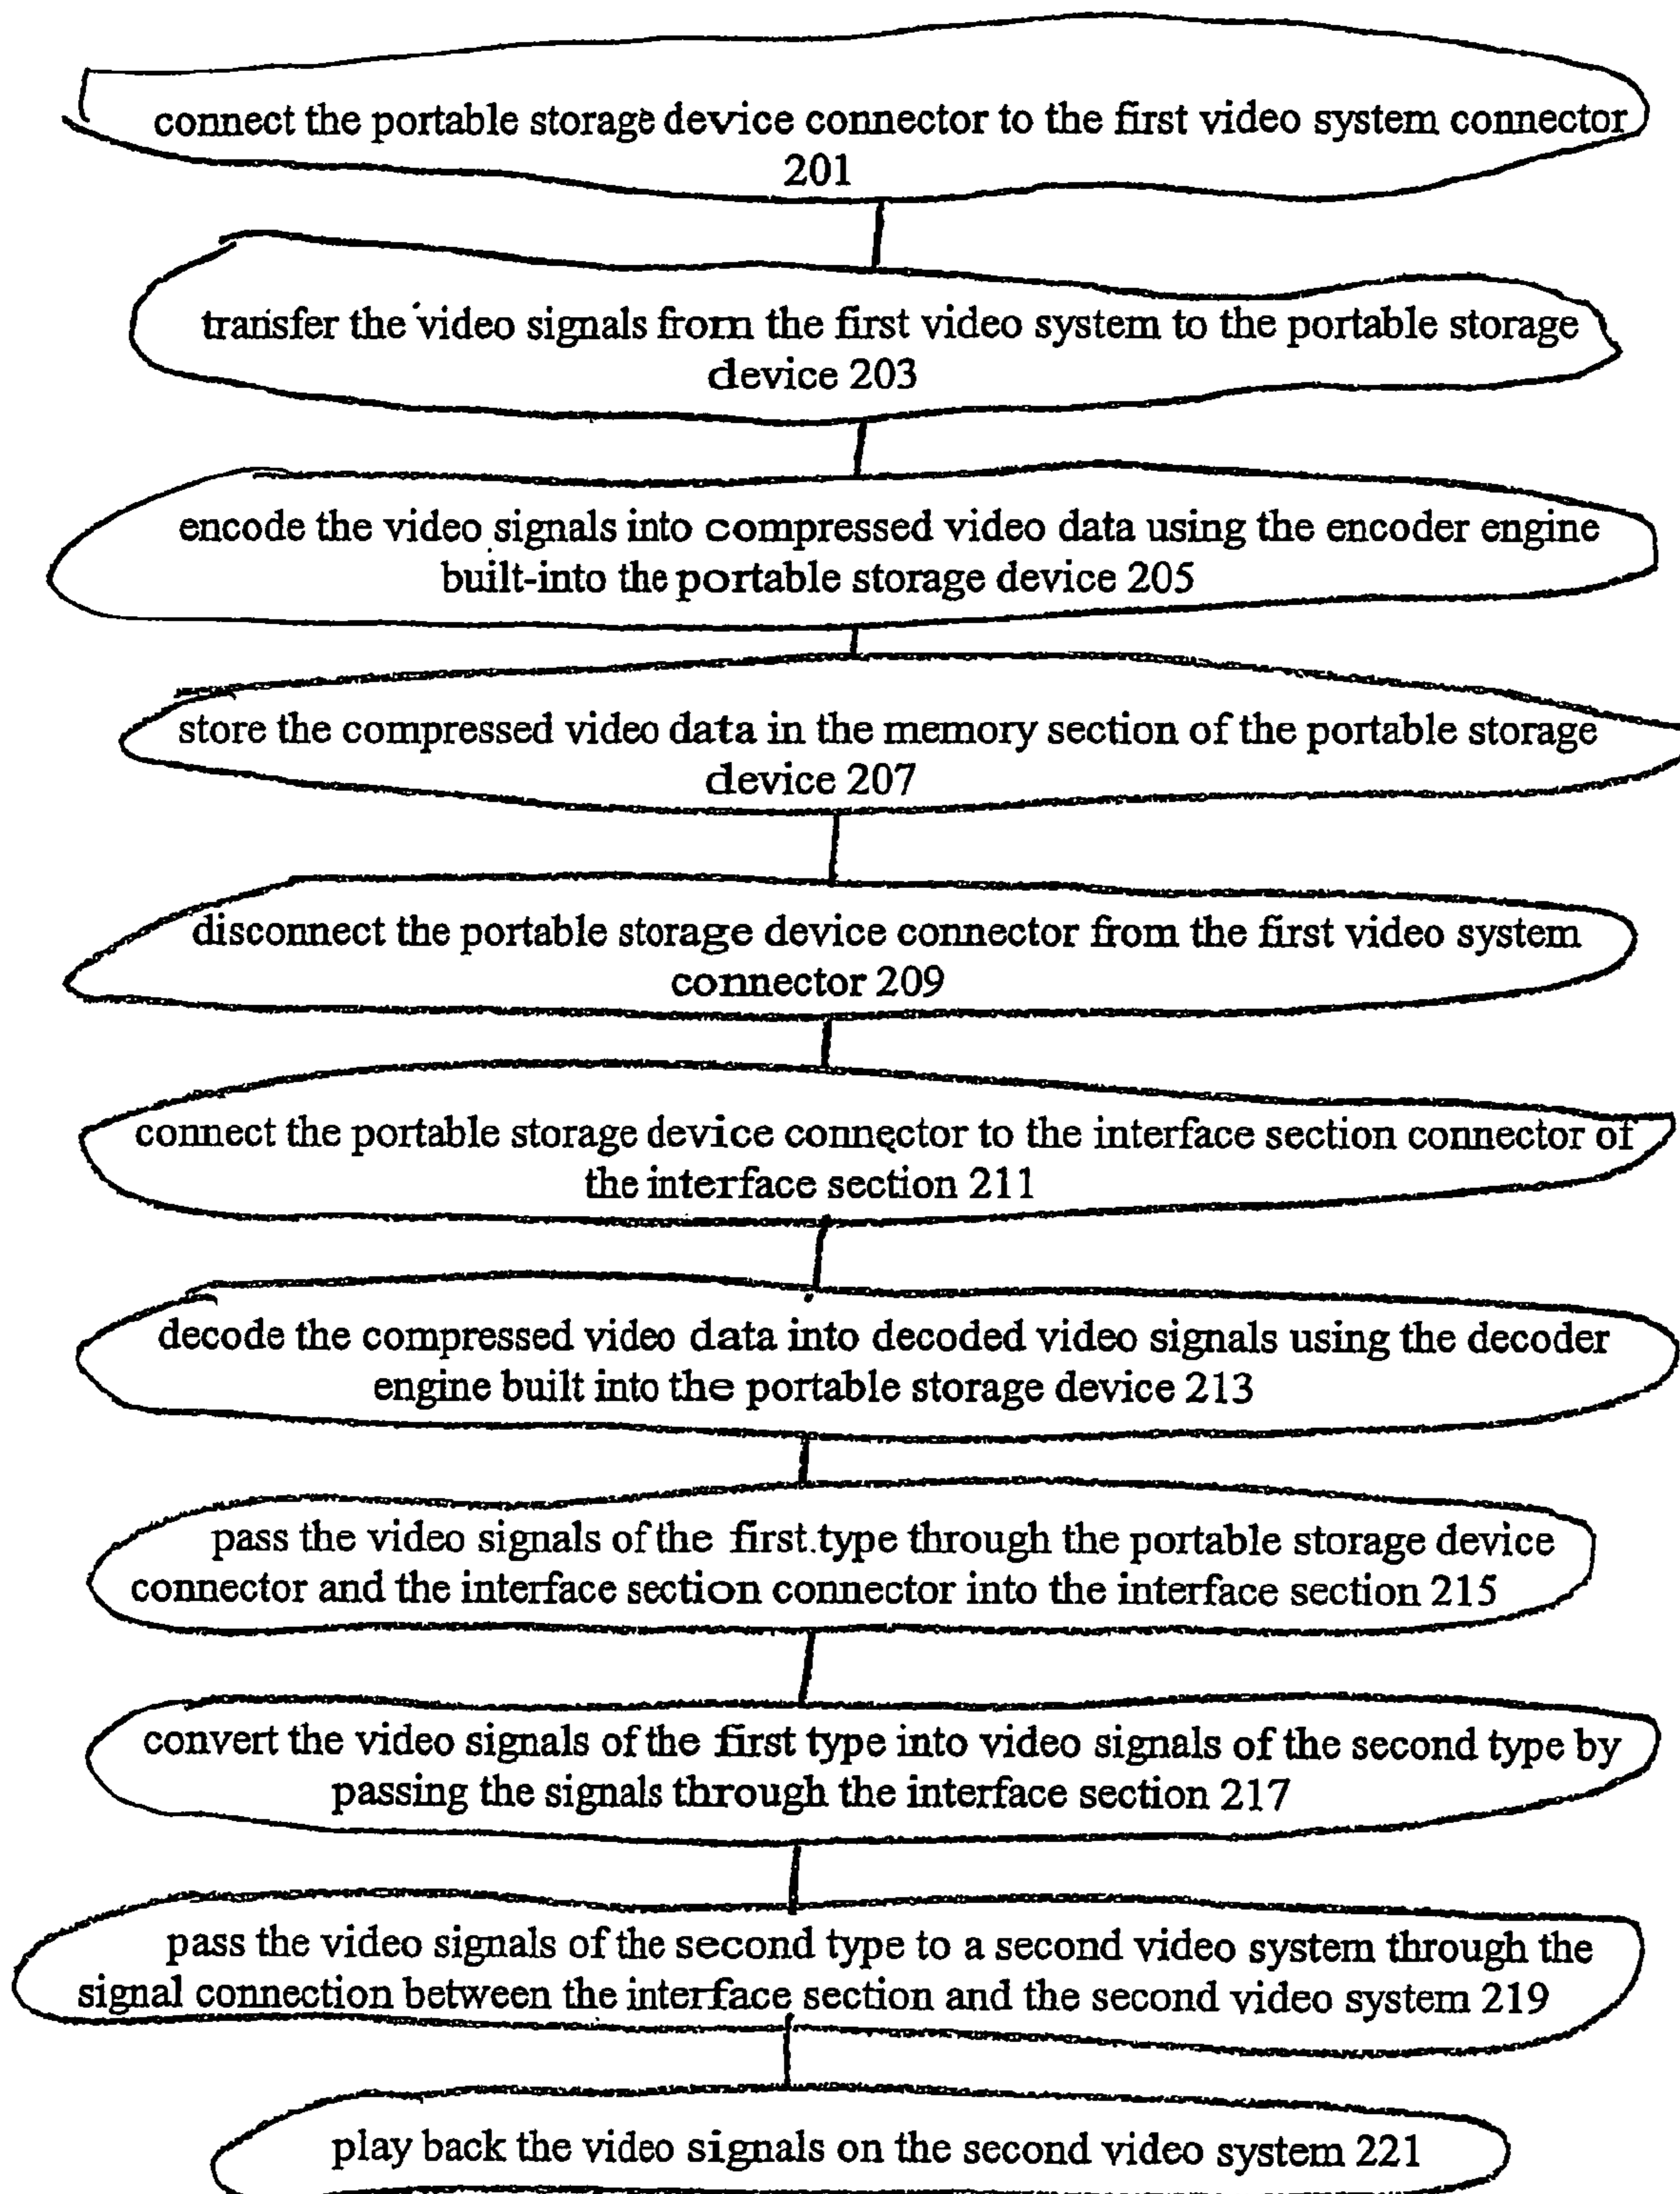 connect the portable storage device connector to the first video system connector
201
transfer the video signals from the first video system to the portable storage
device 203
encode the video signals into compressed video data using the encoder engine
built-into the portable storage device 205
store the compressed video data in the memory section of the portable storage
device 207
disconnect the portable storage device connector from the first video system
connector 209
connect the portable storage device connector to the interface section connector of
the interface section 211
decode the compressed video data into decoded video signals using the decoder
engine built into the portable storage device 213
pass the video signals of the first type through the portable storage device
connector and the interface section connector into the interface section 215
convert the video signals of the first type into video signals of the second type by
passing the signals through the interface section 217
pass the video signals of the second type to a second video system through the
signal connection between the interface section and the second video system 219
play back the video signals on the second video system 221